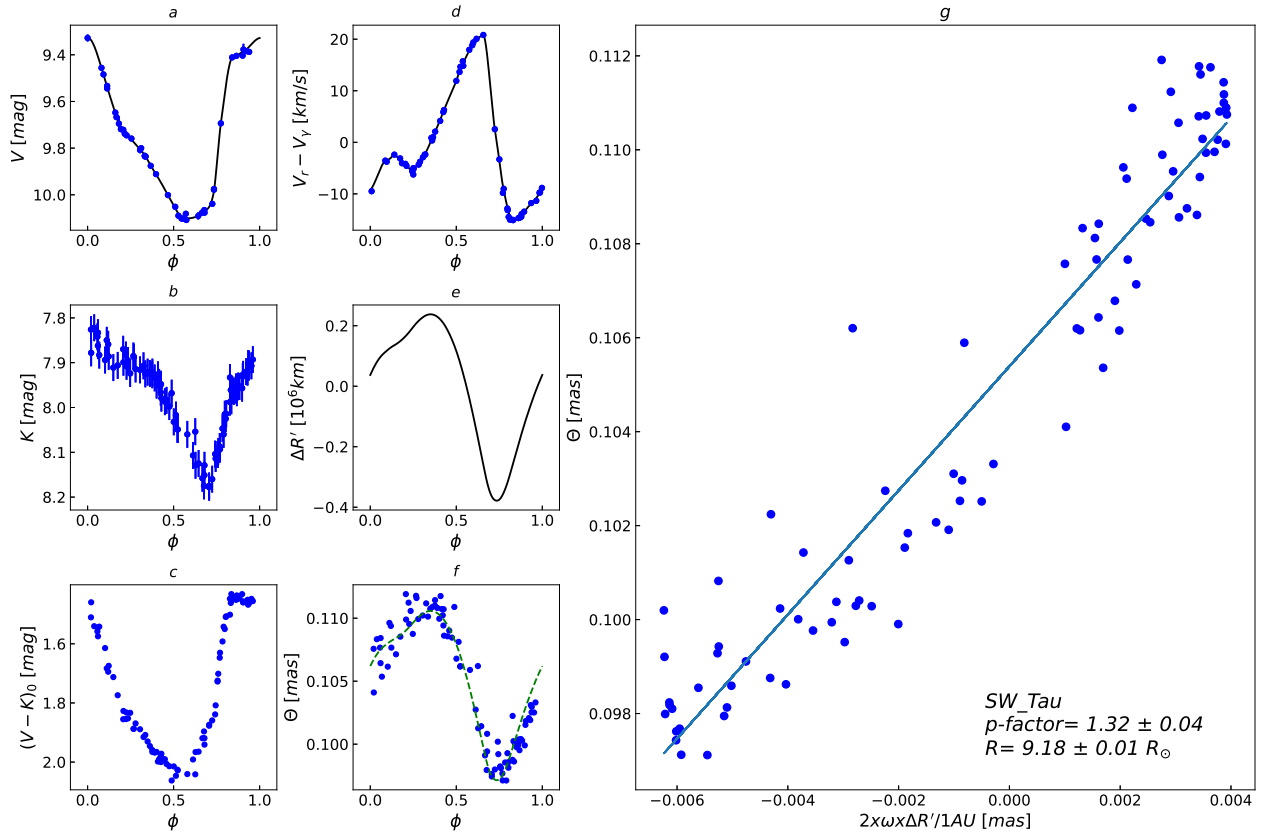 a
9.4
9.6
9.8
10.0
V [mag]
0.0 0.5 1.0
ϕ
d
20
10
0
−10
V_r − V_γ [km/s]
0.0 0.5 1.0
ϕ
b
7.8
7.9
8.0
8.1
8.2
K [mag]
0.0 0.5 1.0
ϕ
e
0.2
0.0
−0.2
−0.4
ΔR′ [10⁶km]
0.0 0.5 1.0
ϕ
c
1.6
1.8
2.0
(V − K)₀ [mag]
0.0 0.5 1.0
ϕ
f
0.110
0.105
0.100
Θ [mas]
0.0 0.5 1.0
ϕ
g
0.112
0.110
0.108
0.106
0.104
0.102
0.100
0.098
Θ [mas]
SW_Tau
p-factor= 1.32 ± 0.04
R= 9.18 ± 0.01 R☉
−0.006 −0.004 −0.002 0.000 0.002 0.004
2xωxΔR′/1AU [mas]